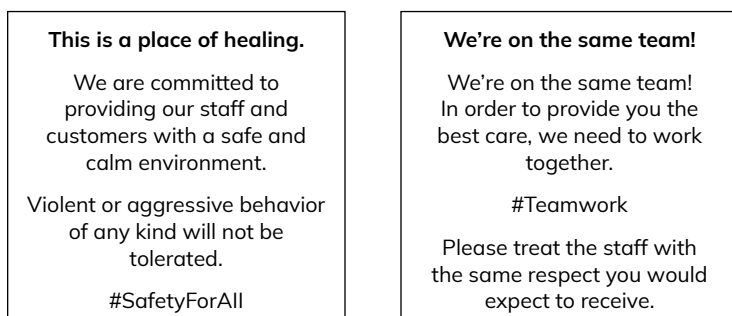 This is a place of healing.
We are committed to
providing our staff and
customers with a safe and
calm environment.
Violent or aggressive behavior
of any kind will not be
tolerated.
#SafetyForAll
We’re on the same team!
We’re on the same team!
In order to provide you the
best care, we need to work
together.
#Teamwork
Please treat the staff with
the same respect you would
expect to receive.